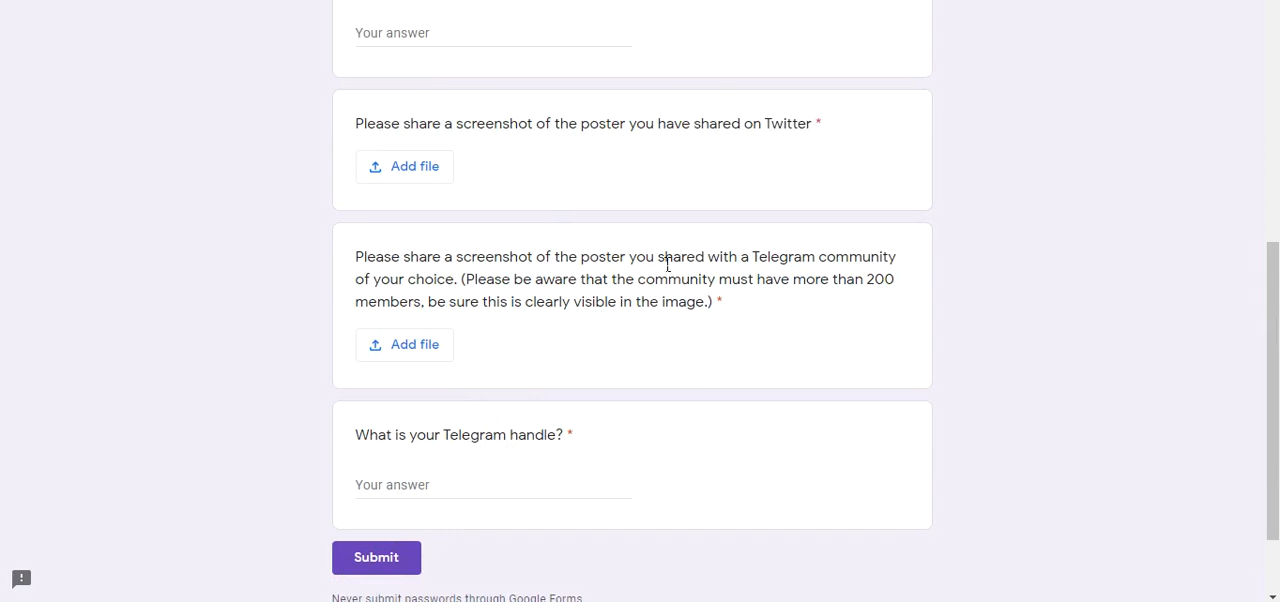 Your answer
Please share a screenshot of the poster you have shared on Twitter *
Add file
Please share a screenshot of the poster you shared with a Telegram community
of your choice. (Please be aware that the community must have more than 200
members, be sure this is clearly visible in the image.) *
Add file
What is your Telegram handle? *
Your answer
Submit
Never submit passwords through Google Forms.